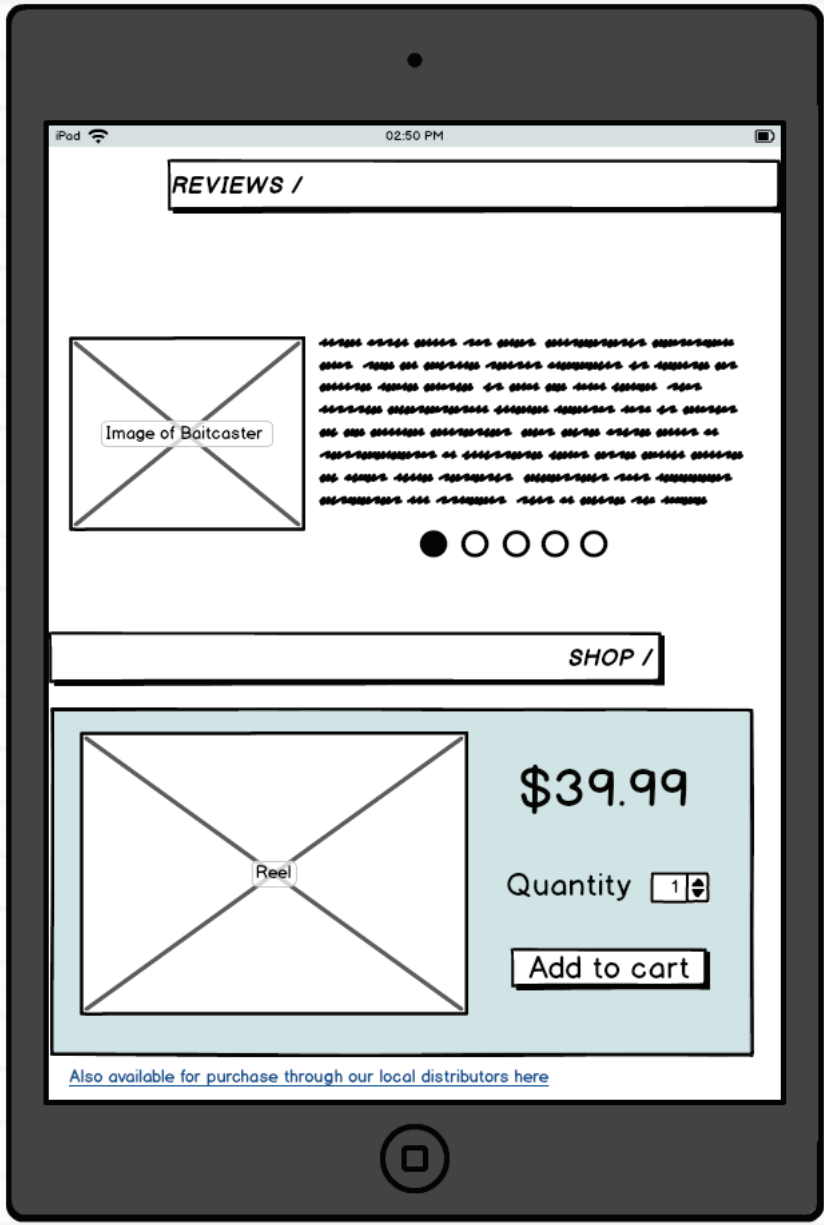 iPad
02:50 PM
REVIEWS /
Image of Baitcaster
SHOP /
Reel
$39.99
Quantity 1
Add to cart
Also available for purchase through our local distributors here